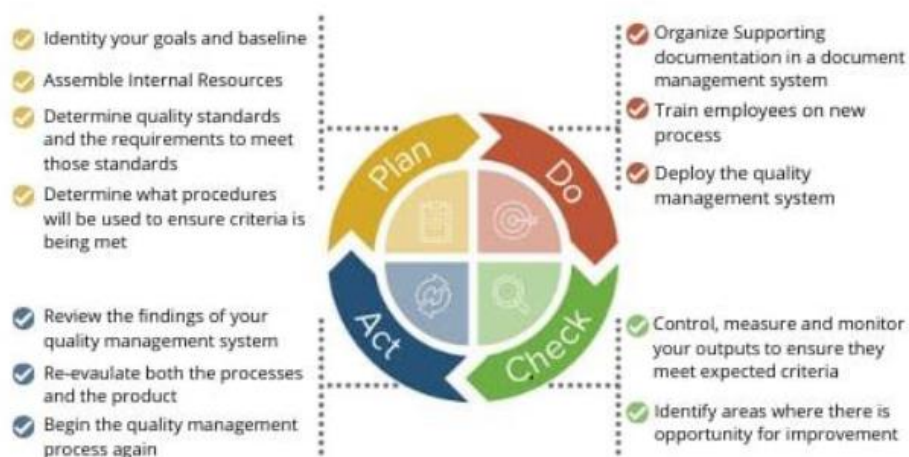 Identity your goals and baseline
Assemble Internal Resources
Determine quality standards
and the requirements to meet
those standards
Determine what procedures
will be used to ensure criteria is
being met
Plan
Do
Organize Supporting
documentation in a document
management system
Train employees on new
process
Deploy the quality
management system
Review the findings of your
quality management system
Re-evaulate both the processes
and the product
Begin the quality management
process again
Act
Check
Control, measure and monitor
your outputs to ensure they
meet expected criteria
Identify areas where there is
opportunity for improvement